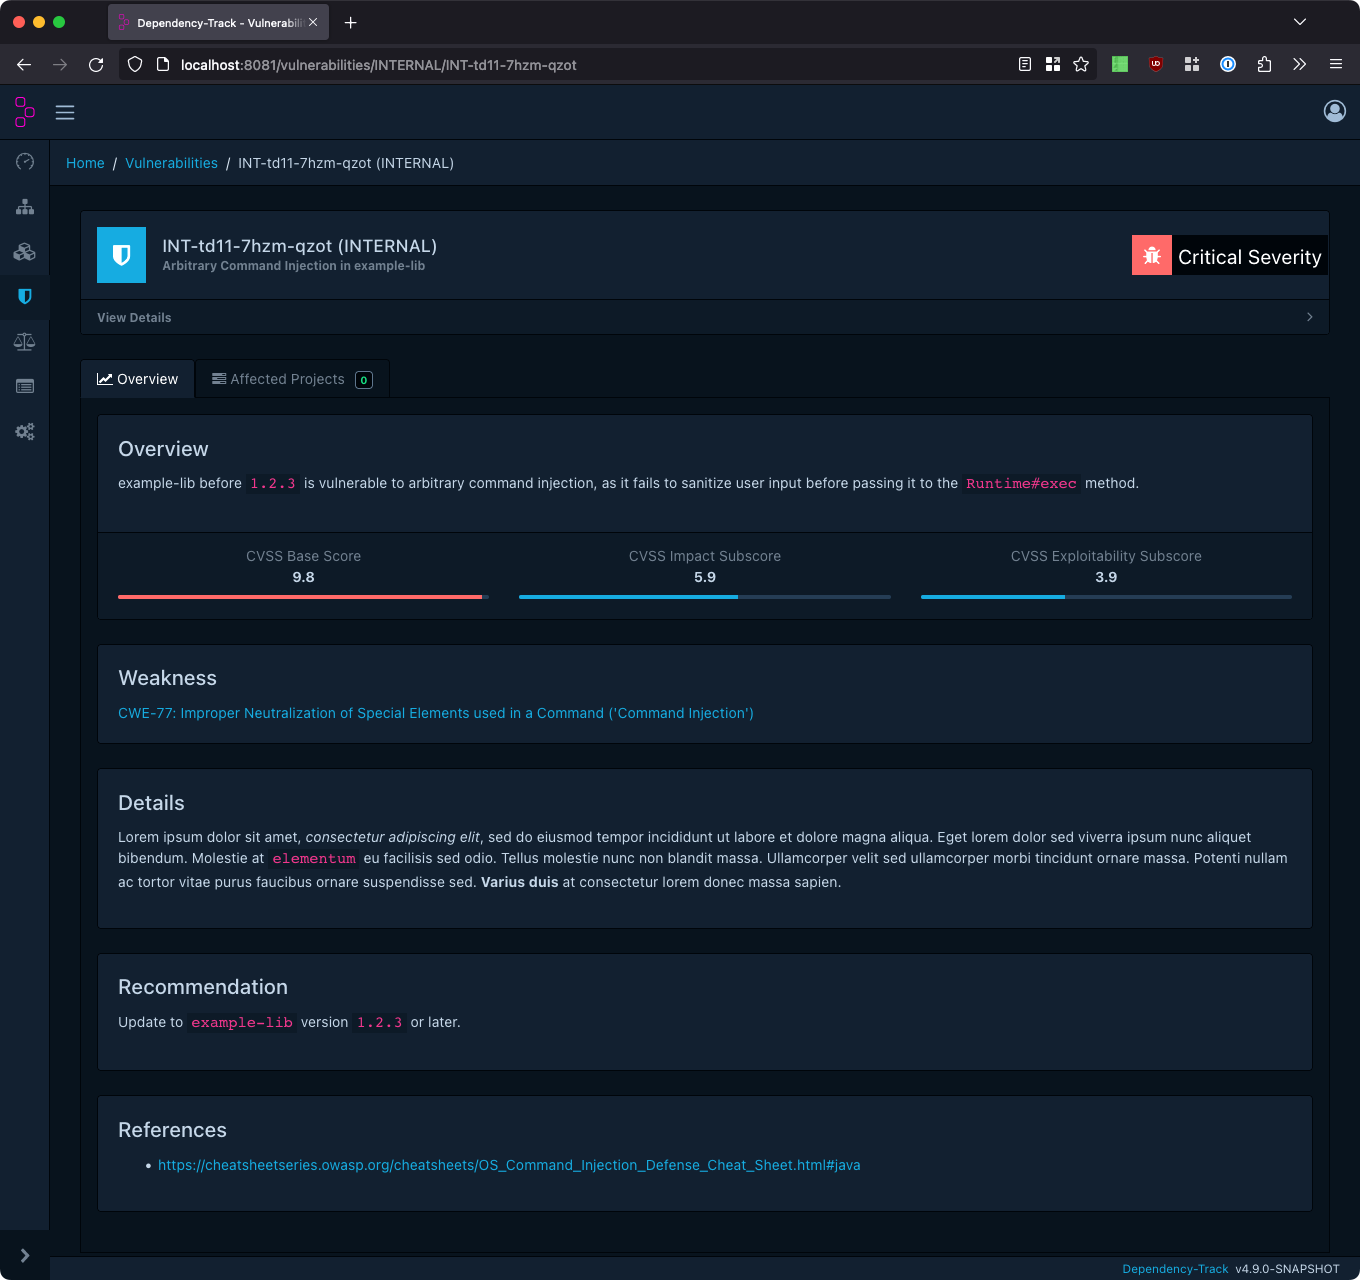 Dependency-Track - Vulnerabili
localhost:8081/vulnerabilities/INTERNAL/INT-td11-7hzm-qzot
Home / Vulnerabilities / INT-td11-7hzm-qzot (INTERNAL)
INT-td11-7hzm-qzot (INTERNAL)
Arbitrary Command Injection in example-lib
Critical Severity
View Details
Overview
Affected Projects 0
Overview
example-lib before 1.2.3 is vulnerable to arbitrary command injection, as it fails to sanitize user input before passing it to the Runtime#exec method.
CVSS Base Score
9.8
CVSS Impact Subscore
5.9
CVSS Exploitability Subscore
3.9
Weakness
CWE-77: Improper Neutralization of Special Elements used in a Command ('Command Injection')
Details
Lorem ipsum dolor sit amet, consectetur adipiscing elit, sed do eiusmod tempor incididunt ut labore et dolore magna aliqua. Eget lorem dolor sed viverra ipsum nunc aliquet
bibendum. Molestie at elementum eu facilisis sed odio. Tellus molestie nunc non blandit massa. Ullamcorper velit sed ullamcorper morbi tincidunt ornare massa. Potenti nullam
ac tortor vitae purus faucibus ornare suspendisse sed. Varius duis at consectetur lorem donec massa sapien.
Recommendation
Update to example-lib version 1.2.3 or later.
References
https://cheatsheetseries.owasp.org/cheatsheets/OS_Command_Injection_Defense_Cheat_Sheet.html#java
Dependency-Track v4.9.0-SNAPSHOT